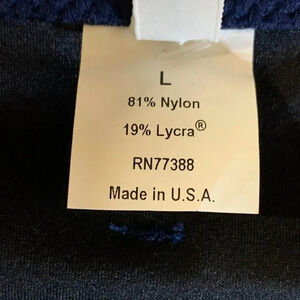 L
81% Nylon
19% Lycra®
RN77388
Made in U.S.A.